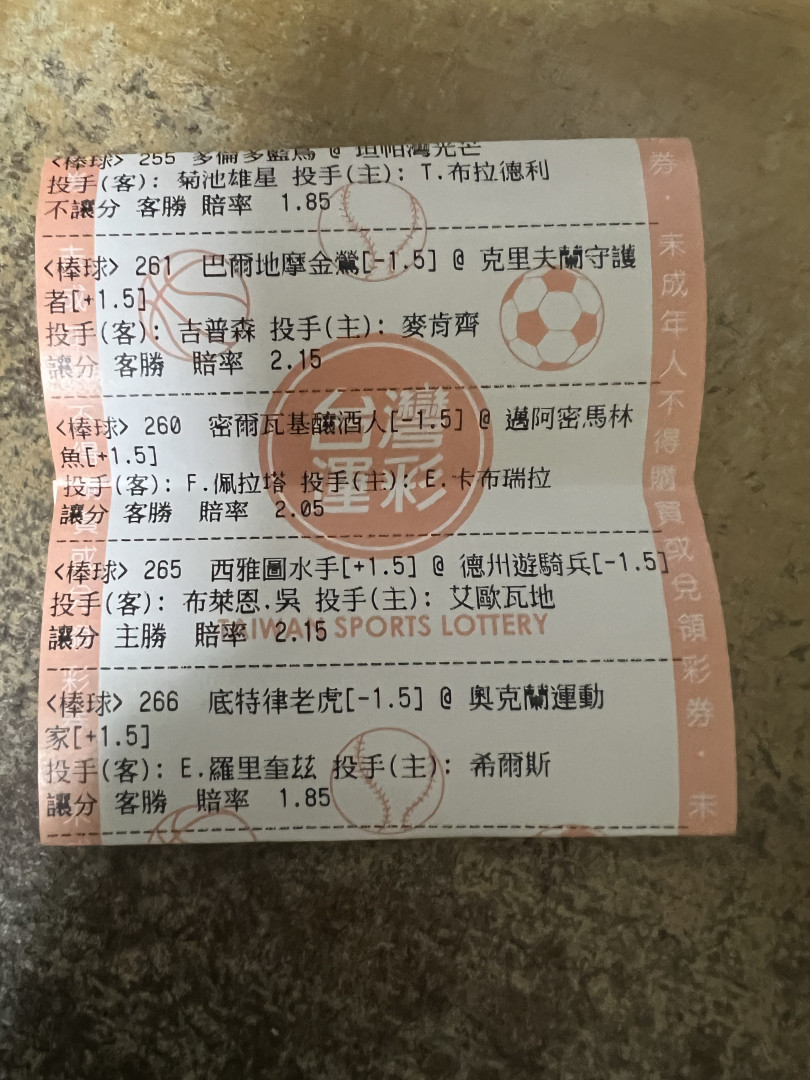 <棒球> 255 多倫多藍鳥 @ 坦帕灣光芒
投手(客): 菊池雄星 投手(主): T.布拉德利
不讓分 客勝 賠率 1.85
<棒球> 261 巴爾地摩金鶯[-1.5] @ 克里夫蘭守護
者[+1.5]
投手(客): 吉普森 投手(主): 麥肯齊
讓分 客勝 賠率 2.15
<棒球> 260 密爾瓦基釀酒人[-1.5] @ 邁阿密馬林
魚[+1.5]
投手(客): F.佩拉塔 投手(主): E.卡布瑞拉
讓分 客勝 賠率 2.05
<棒球> 265 西雅圖水手[+1.5] @ 德州遊騎兵[-1.5]
投手(客): 布萊恩.吳 投手(主): 艾歐瓦地
讓分 主勝 賠率 2.15
<棒球> 266 底特律老虎[-1.5] @ 奧克蘭運動
家[+1.5]
投手(客): E.羅里奎茲 投手(主): 希爾斯
讓分 客勝 賠率 1.85
台灣
運彩
TAIWAN SPORTS LOTTERY
券・未成年人不得購買或兌領彩券・未